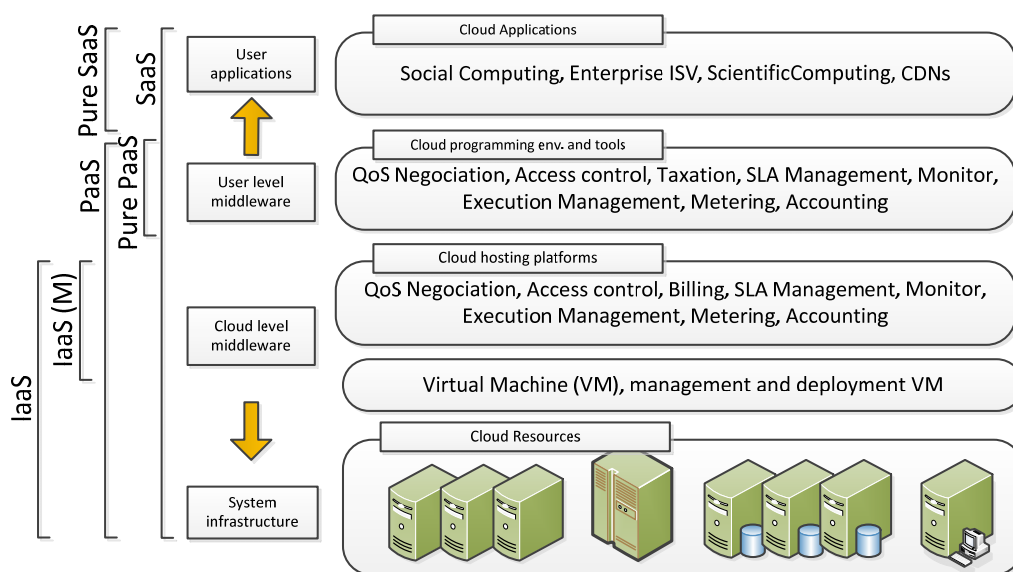 Pure SaaS
SaaS
PaaS
Pure PaaS
IaaS (M)
IaaS
User
applications
User level
middleware
Cloud level
middleware
System
infrastructure
Cloud Applications
Social Computing, Enterprise ISV, ScientificComputing, CDNs
Cloud programming env. and tools
QoS Negociation, Access control, Taxation, SLA Management, Monitor,
Execution Management, Metering, Accounting
Cloud hosting platforms
QoS Negociation, Access control, Billing, SLA Management, Monitor,
Execution Management, Metering, Accounting
Virtual Machine (VM), management and deployment VM
Cloud Resources